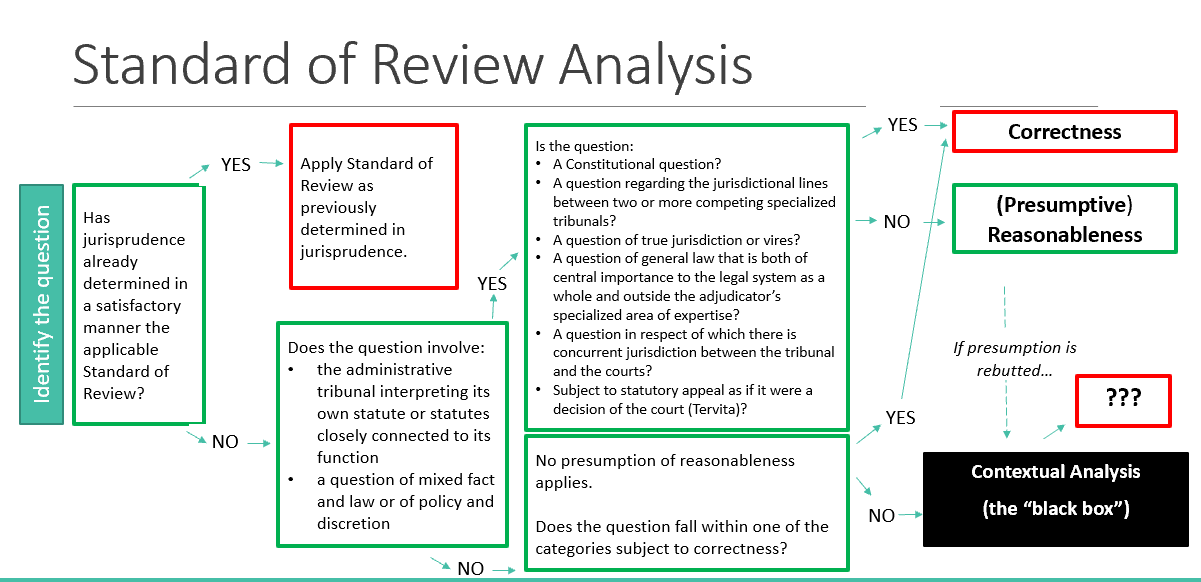 Standard of Review Analysis
Identify the question
Has
jurisprudence
already
determined in
a satisfactory
manner the
applicable
Standard of
Review?
YES
Apply Standard of
Review as
previously
determined in
jurisprudence.
NO
Does the question involve:
• the administrative
tribunal interpreting its
own statute or statutes
closely connected to its
function
• a question of mixed fact
and law or of policy and
discretion
YES
Is the question:
• A Constitutional question?
• A question regarding the jurisdictional lines
between two or more competing specialized
tribunals?
• A question of true jurisdiction or vires?
• A question of general law that is both of
central importance to the legal system as a
whole and outside the adjudicator’s
specialized area of expertise?
• A question in respect of which there is
concurrent jurisdiction between the tribunal
and the courts?
• Subject to statutory appeal as if it were a
decision of the court (Tervita)?
NO
No presumption of reasonableness
applies.
Does the question fall within one of the
categories subject to correctness?
YES
Correctness
NO
(Presumptive)
Reasonableness
If presumption is
rebutted…
???
YES
NO
Contextual Analysis
(the “black box”)